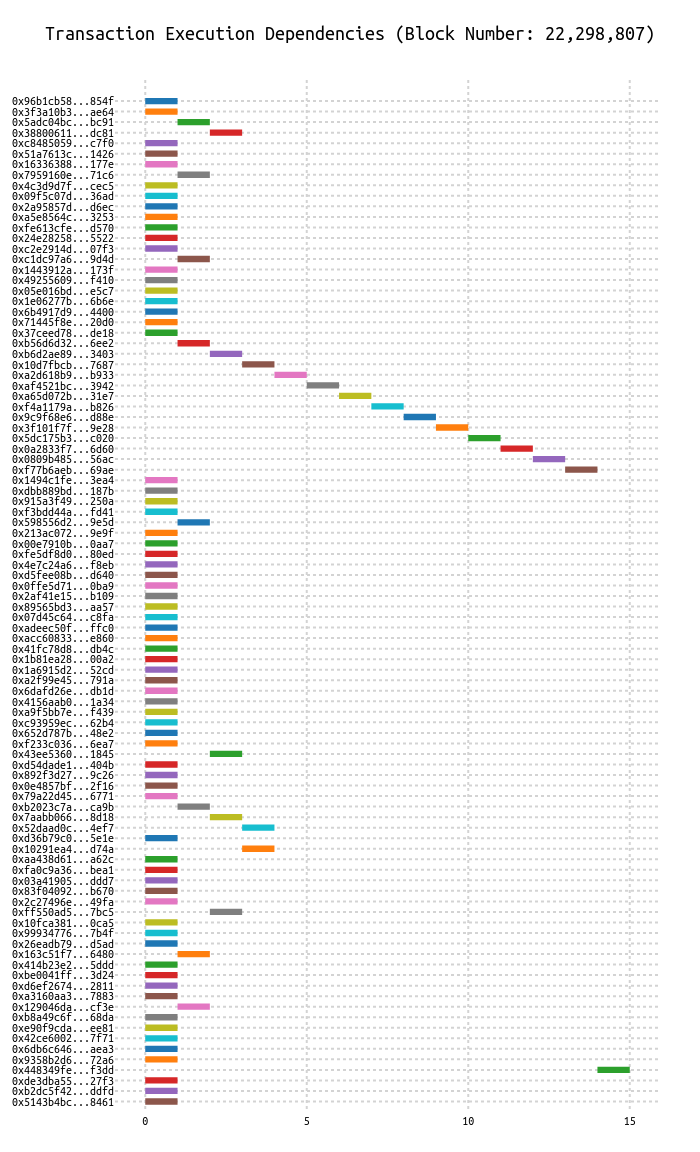 Transaction Execution Dependencies (Block Number: 22,298,807)
0x96b1cb58...854f
0x3f3a10b3...ae64
0x5adc04bc...bc91
0x38800611...dc81
0xc8485059...c7f0
0x51a7613c...1426
0x16336388...177e
0x7959160e...71c6
0x4c3d9d7f...cec5
0x09f5c07d...36ad
0x2a95857d...d6ec
0xa5e8564c...3253
0xfe613cfe...d570
0x24e28258...5522
0xc2e2914d...07f3
0xc1dc97a6...9d4d
0x1443912a...173f
0x49255609...f410
0x05e016bd...e5c7
0x1e06277b...6b6e
0x6b4917d9...4400
0x71445f8e...20d0
0x37ceed78...de18
0xb56d6d32...6ee2
0xb6d2ae89...3403
0x10d7fbcb...7687
0xa2d618b9...b933
0xaf4521bc...3942
0xa65d072b...31e7
0xf4a1179a...b826
0x9c9f68e6...d88e
0x3f101f7f...9e28
0x5dc175b3...c020
0x0a2833f7...6d60
0x0809b485...56ac
0xf77b6aeb...69ae
0x1494c1fe...3ea4
0xdbb889bd...187b
0x915a3f49...250a
0xf3bdd44a...fd41
0x598556d2...9e5d
0x213ac072...9e9f
0x00e7910b...0aa7
0xfe5df8d0...80ed
0x4e7c24a6...f8eb
0xd5fee08b...d640
0x0ffe5d71...0ba9
0x2af41e15...b109
0x89565bd3...aa57
0x07d45c64...c8fa
0xadeec50f...ffc0
0xacc60833...e860
0x41fc78d8...db4c
0x1b81ea28...00a2
0x1a6915d2...52cd
0xa2f99e45...791a
0x6dafd26e...db1d
0x4156aab0...1a34
0xa9f5bb7e...f439
0xc93959ec...62b4
0x652d787b...48e2
0xf233c036...6ea7
0x43ee5360...1845
0xd54dade1...404b
0x892f3d27...9c26
0x0e4857bf...2f16
0x79a22d45...6771
0xb2023c7a...ca9b
0x7aabb066...8d18
0x52daad0c...4ef7
0xd36b79c0...5e1e
0x10291ea4...d74a
0xaa438d61...a62c
0xfa0c9a36...bea1
0x03a41905...ddd7
0x83f04092...b670
0x2c27496e...49fa
0xff550ad5...7bc5
0x10fca381...0ca5
0x99934776...7b4f
0x26eadb79...d5ad
0x163c51f7...6480
0x414b23e2...5ddd
0xbe0041ff...3d24
0xd6ef2674...2811
0xa3160aa3...7883
0x129046da...cf3e
0xb8a49c6f...68da
0xe90f9cda...ee81
0x42ce6002...7f71
0x6db6c646...aea3
0x9358b2d6...72a6
0x448349fe...f3dd
0xde3dba55...27f3
0xb2dc5f42...ddfd
0x5143b4bc...8461
0 5 10 15